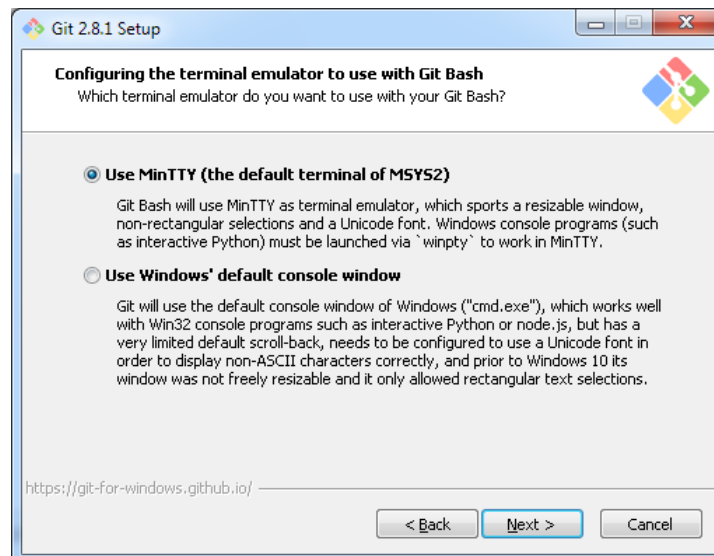 Git 2.8.1 Setup
Configuring the terminal emulator to use with Git Bash
Which terminal emulator do you want to use with your Git Bash?
Use MinTTY (the default terminal of MSYS2)
Git Bash will use MinTTY as terminal emulator, which sports a resizable window,
non-rectangular selections and a Unicode font. Windows console programs (such
as interactive Python) must be launched via `winpty` to work in MinTTY.
Use Windows' default console window
Git will use the default console window of Windows ("cmd.exe"), which works well
with Win32 console programs such as interactive Python or node.js, but has a
very limited default scroll-back, needs to be configured to use a Unicode font in
order to display non-ASCII characters correctly, and prior to Windows 10 its
window was not freely resizable and it only allowed rectangular text selections.
https://git-for-windows.github.io/
< Back Next > Cancel